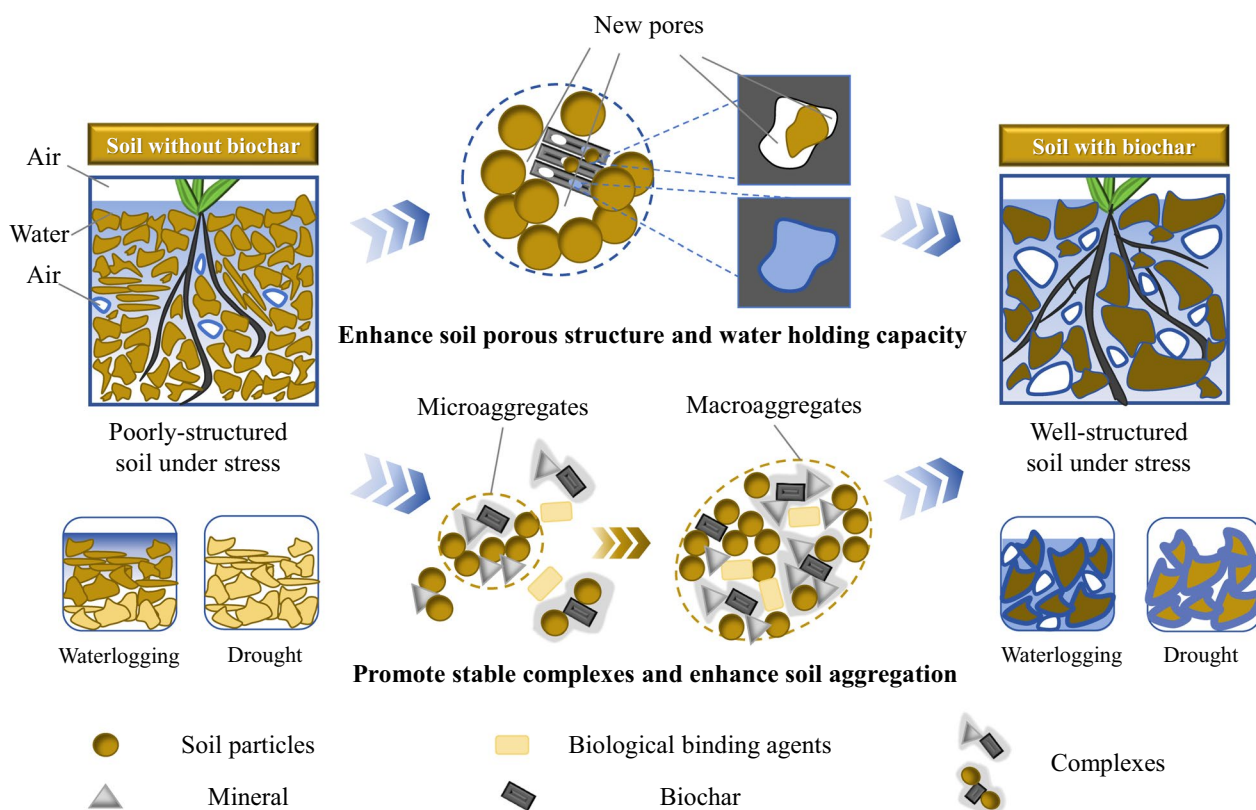 New pores
Soil without biochar
Soil with biochar
Air
Water
Air
Enhance soil porous structure and water holding capacity
Poorly-structured
soil under stress
Microaggregates
Macroaggregates
Well-structured
soil under stress
Waterlogging
Drought
Waterlogging
Drought
Promote stable complexes and enhance soil aggregation
Soil particles
Biological binding agents
Complexes
Mineral
Biochar